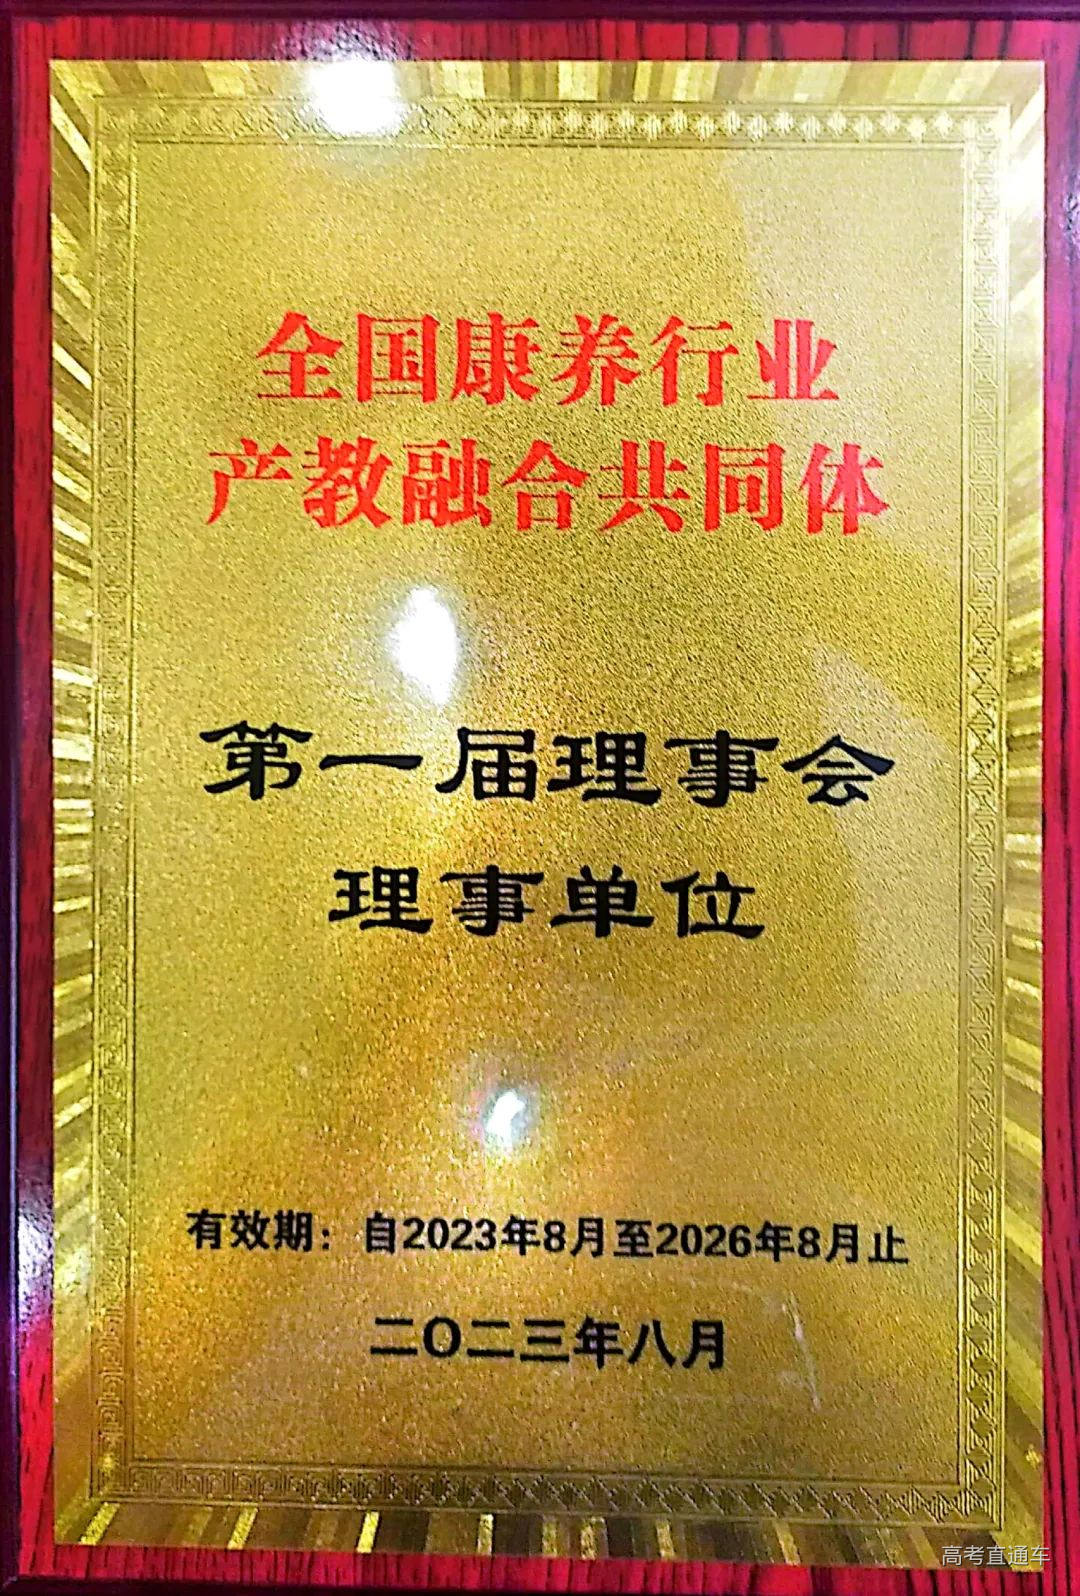 全国康养行业
产教融合共同体
第一届理事会
理事单位
有效期：自2023年8月至2026年8月止
二〇二三年八月
高考直通车